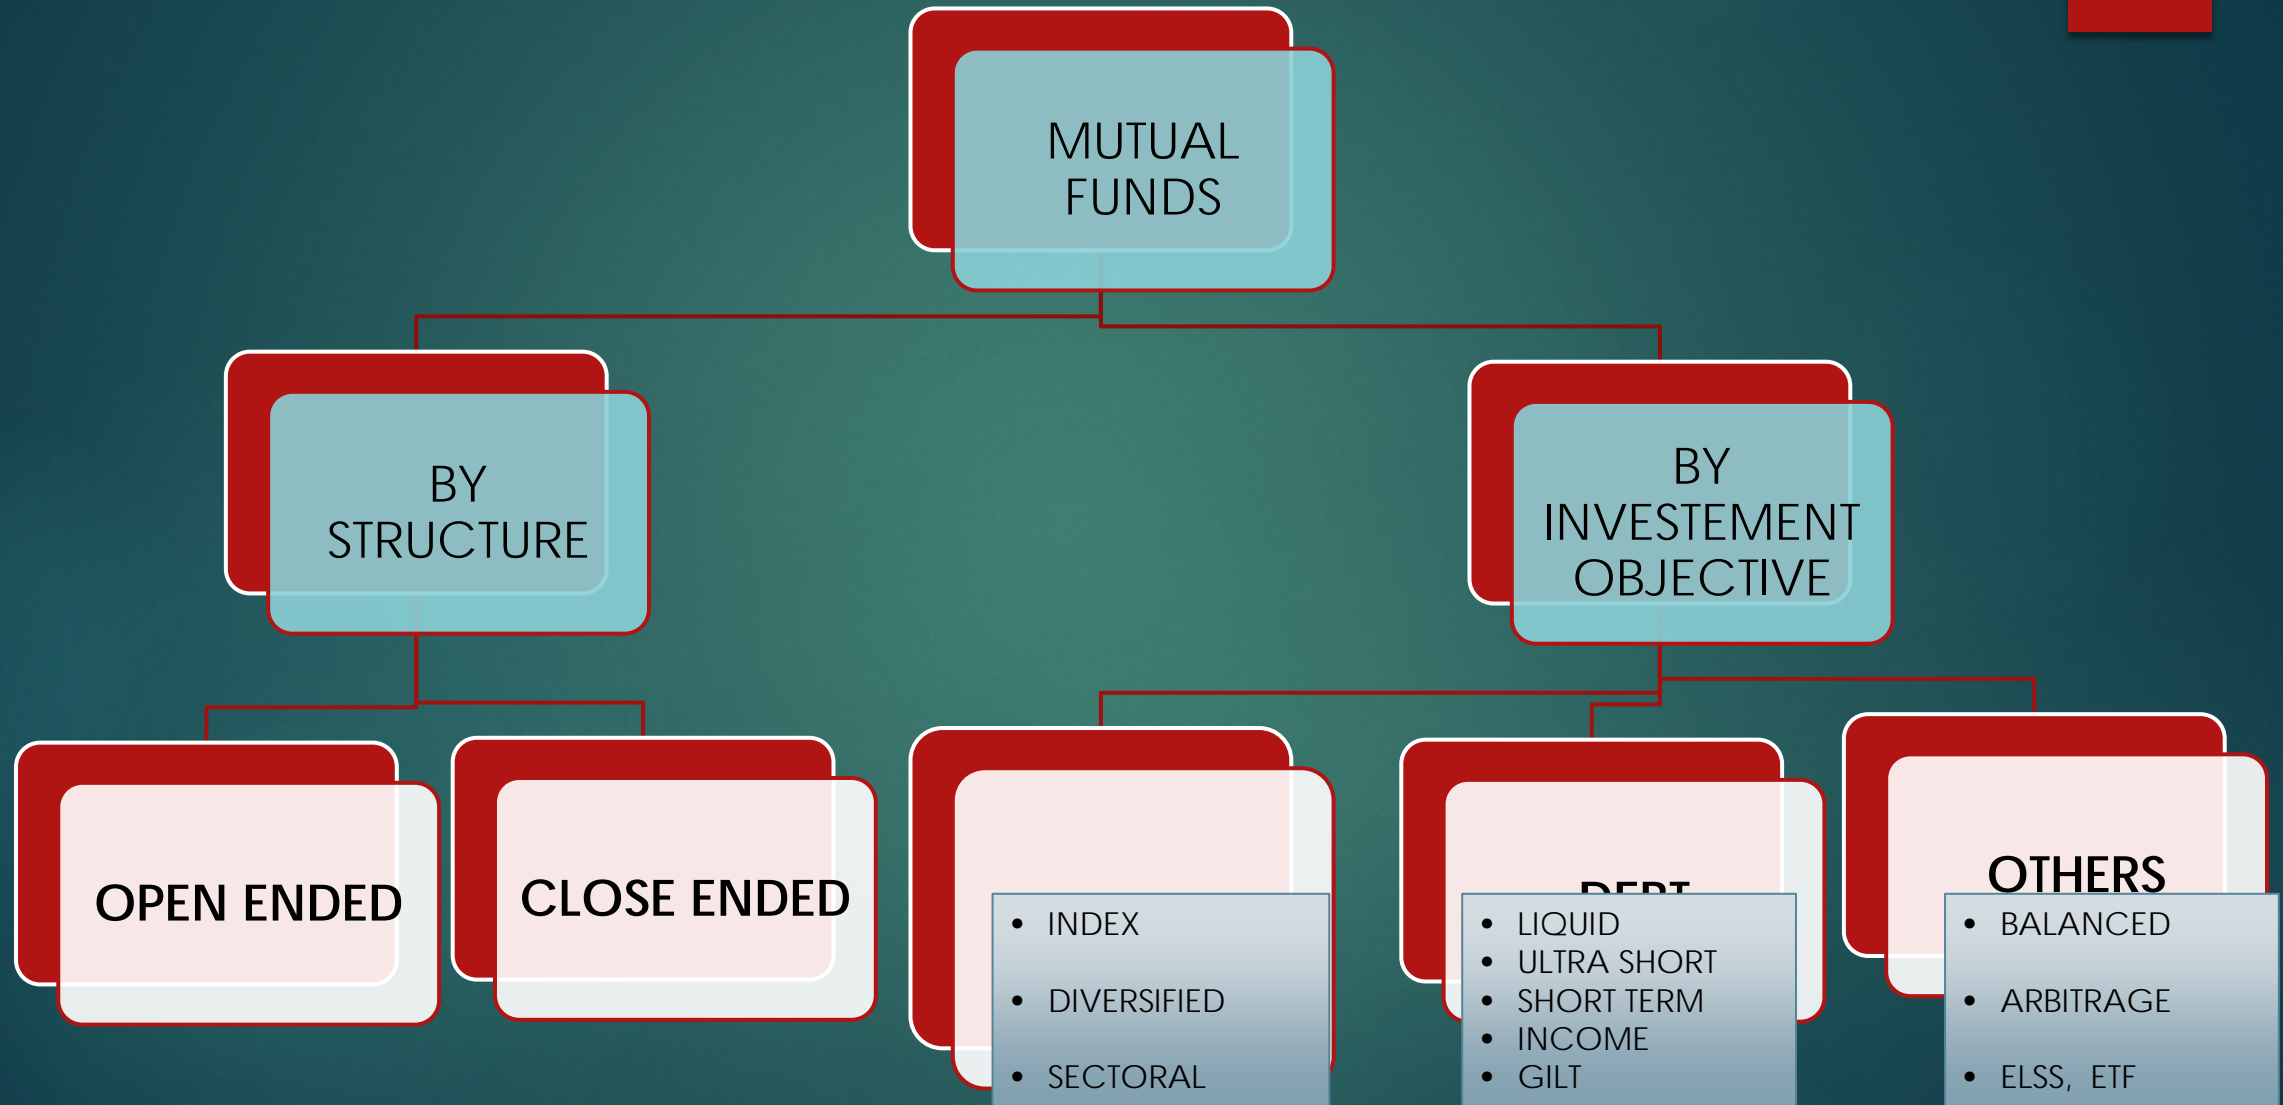 MUTUAL
FUNDS
BY
STRUCTURE
BY
INVESTEMENT
OBJECTIVE
OPEN ENDED
CLOSE ENDED
• INDEX
• DIVERSIFIED
• SECTORAL
DEBT
• LIQUID
• ULTRA SHORT
• SHORT TERM
• INCOME
• GILT
OTHERS
• BALANCED
• ARBITRAGE
• ELSS, ETF